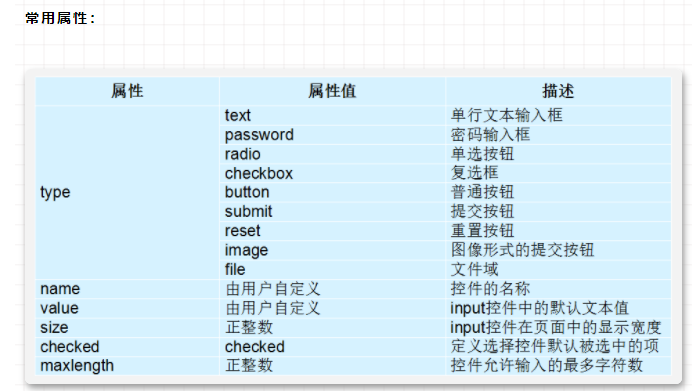 常用属性：
属性 属性值 描述
text 单行文本输入框
password 密码输入框
radio 单选按钮
checkbox 复选框
type button 普通按钮
submit 提交按钮
reset 重置按钮
image 图像形式的提交按钮
file 文件域
name 由用户自定义 控件的名称
value 由用户自定义 input控件中的默认文本值
size 正整数 input控件在页面中的显示宽度
checked checked 定义选择控件默认被选中的项
maxlength 正整数 控件允许输入的最多字符数